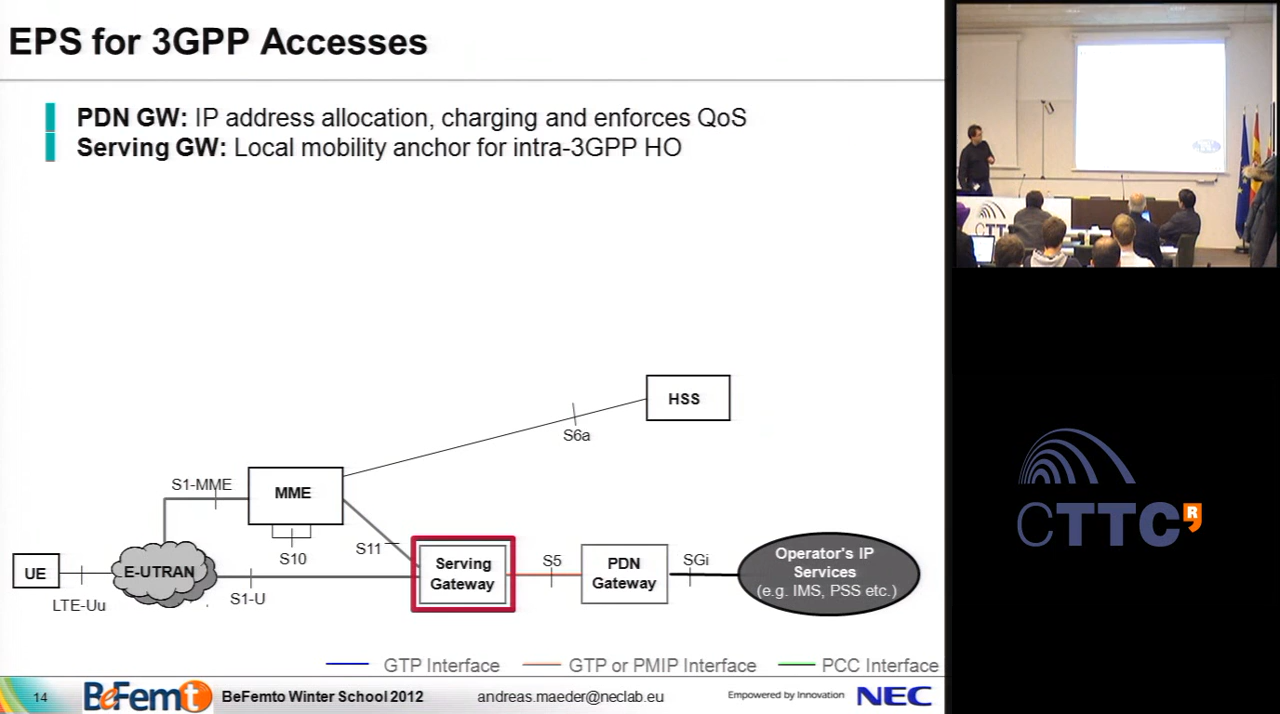 EPS for 3GPP Accesses
PDN GW: IP address allocation, charging and enforces QoS
Serving GW: Local mobility anchor for intra-3GPP HO
HSS
S6a
S1-MME
MME
S10
S11
UE
LTE-Uu
E-UTRAN
S1-U
Serving
Gateway
S5
PDN
Gateway
SGi
Operator's IP
Services
(e.g. IMS, PSS etc.)
GTP Interface
GTP or PMIP Interface
PCC Interface
14
BeFemto
BeFemto Winter School 2012
andreas.maeder@neclab.eu
Empowered by Innovation
NEC
CTTC
CTTC R